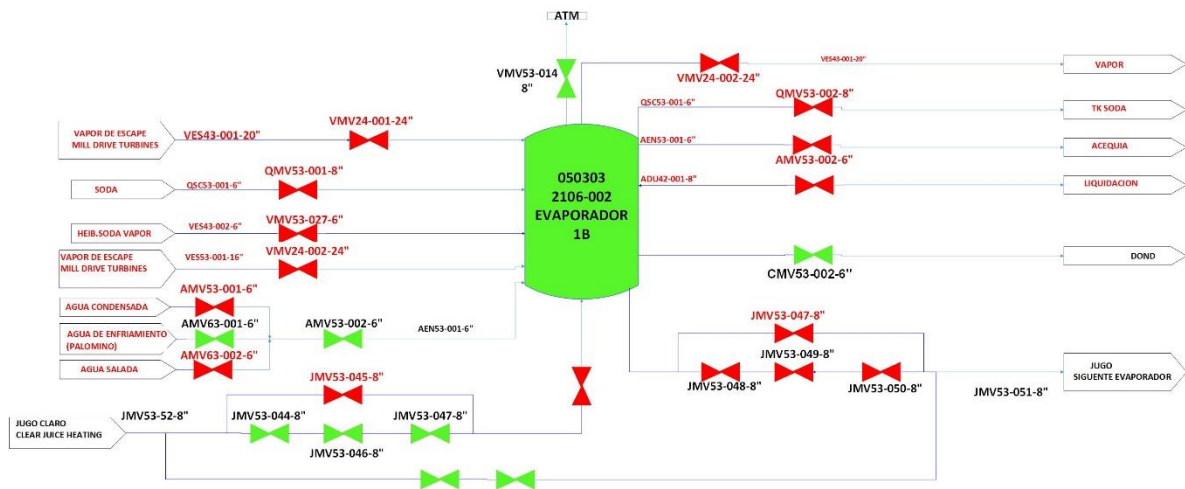 ATM
VMV53-014
8"
VMV24-002-24"
VES43-001-20"
VAPOR
QSC53-001-6"
QMV53-002-8"
TK SODA
AEN53-001-6"
AMV53-002-6"
ACEQUIA
ADU42-001-8"
LIQUIDACION
CMV53-002-6"
DOND
VAPOR DE ESCAPE
MILL DRIVE TURBINES
VES43-001-20"
VMV24-001-24"
SODA
QSC53-001-6"
QMV53-001-8"
HEIB.SODA VAPOR
VES43-002-6"
VMV53-027-6"
VAPOR DE ESCAPE
MILL DRIVE TURBINES
VES53-001-16"
VMV24-002-24"
050303
2106-002
EVAPORADOR
1B
AGUA CONDENSADA
AMV53-001-6"
AGUA DE ENFRIAMIENTO
(PALOMINO)
AMV63-001-6"
AMV53-002-6"
AEN53-001-6"
AGUA SALADA
AMV63-002-6"
JMV53-047-8"
JMV53-049-8"
JMV53-048-8"
JMV53-050-8"
JMV53-051-8"
JUGO
SIGUENTE EVAPORADOR
JUGO CLARO
CLEAR JUICE HEATING
JMV53-52-8"
JMV53-045-8"
JMV53-044-8"
JMV53-047-8"
JMV53-046-8"